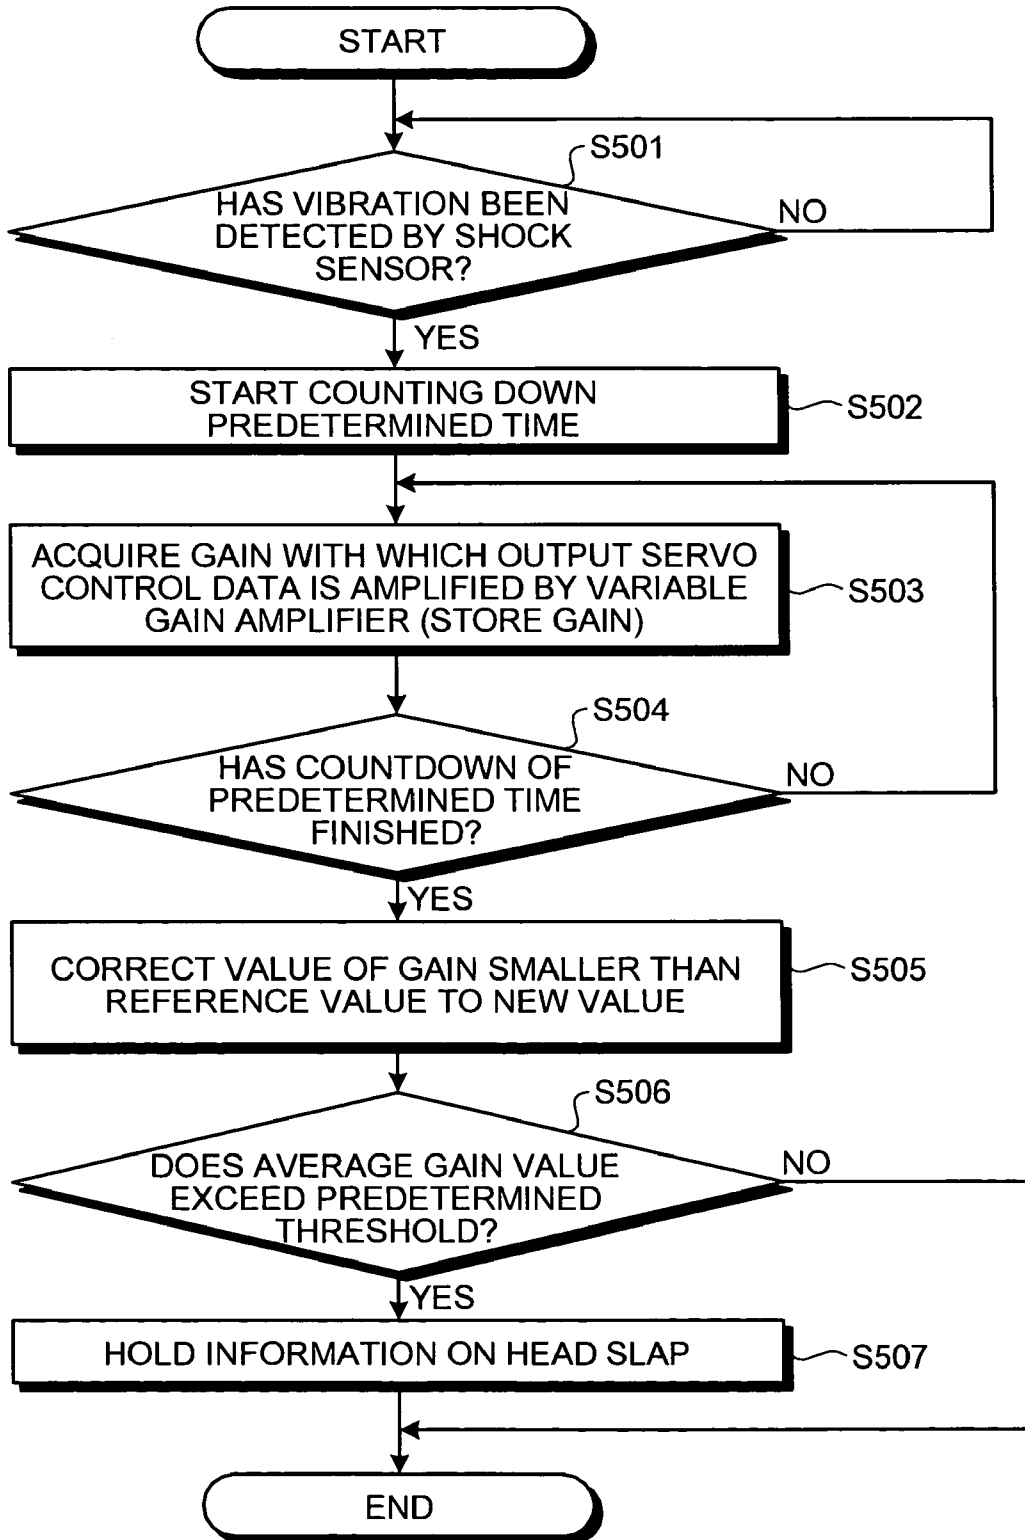 START
S501
HAS VIBRATION BEEN
DETECTED BY SHOCK
SENSOR?
NO
YES
START COUNTING DOWN
PREDETERMINED TIME
S502
ACQUIRE GAIN WITH WHICH OUTPUT SERVO
CONTROL DATA IS AMPLIFIED BY VARIABLE
GAIN AMPLIFIER (STORE GAIN)
S503
S504
HAS COUNTDOWN OF
PREDETERMINED TIME
FINISHED?
NO
YES
CORRECT VALUE OF GAIN SMALLER THAN
REFERENCE VALUE TO NEW VALUE
S505
S506
DOES AVERAGE GAIN VALUE
EXCEED PREDETERMINED
THRESHOLD?
NO
YES
HOLD INFORMATION ON HEAD SLAP
S507
END